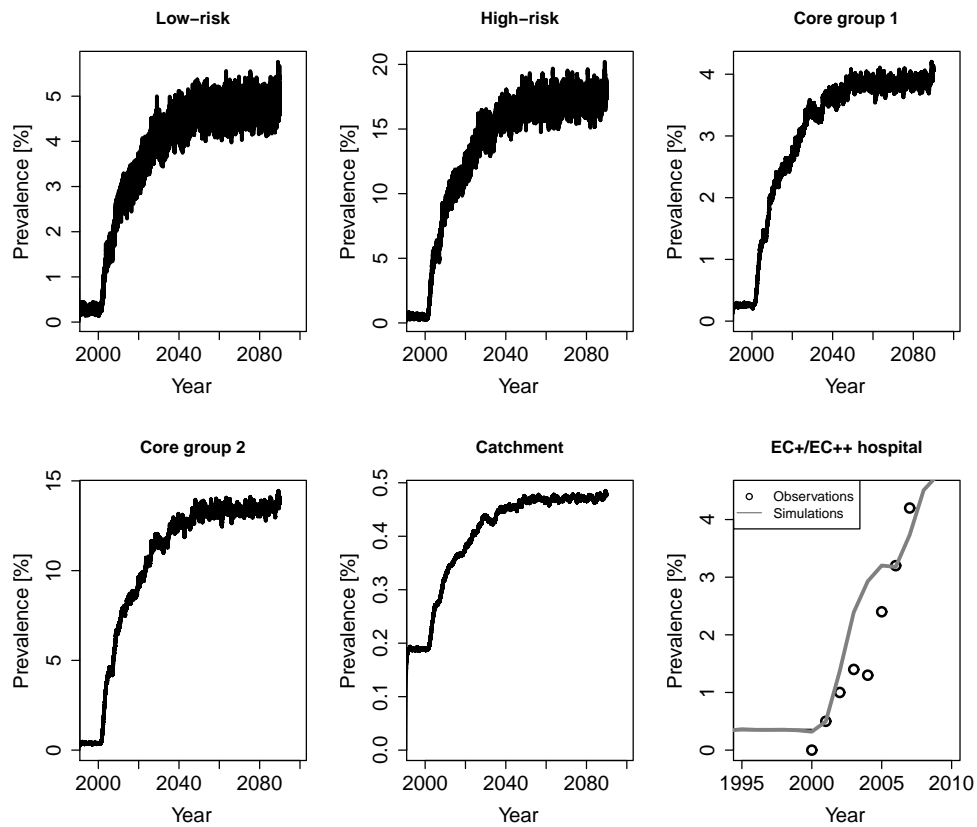 Low−risk
Prevalence [%]
0 1 2 3 4 5
2000 2040 2080
Year
High−risk
Prevalence [%]
0 5 10 15 20
2000 2040 2080
Year
Core group 1
Prevalence [%]
0 1 2 3 4
2000 2040 2080
Year
Core group 2
Prevalence [%]
0 5 10 15
2000 2040 2080
Year
Catchment
Prevalence [%]
0.0 0.1 0.2 0.3 0.4 0.5
2000 2040 2080
Year
EC+/EC++ hospital
Observations
Simulations
Prevalence [%]
0 1 2 3 4
1995 2000 2005 2010
Year